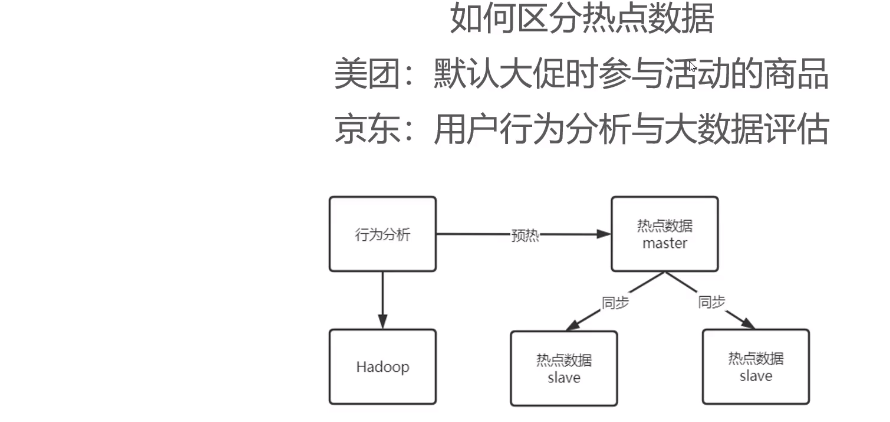 如何区分热点数据
美团：默认大促时参与活动的商品
京东：用户行为分析与大数据评估
行为分析
预热
热点数据
master
同步
同步
Hadoop
热点数据
slave
热点数据
slave